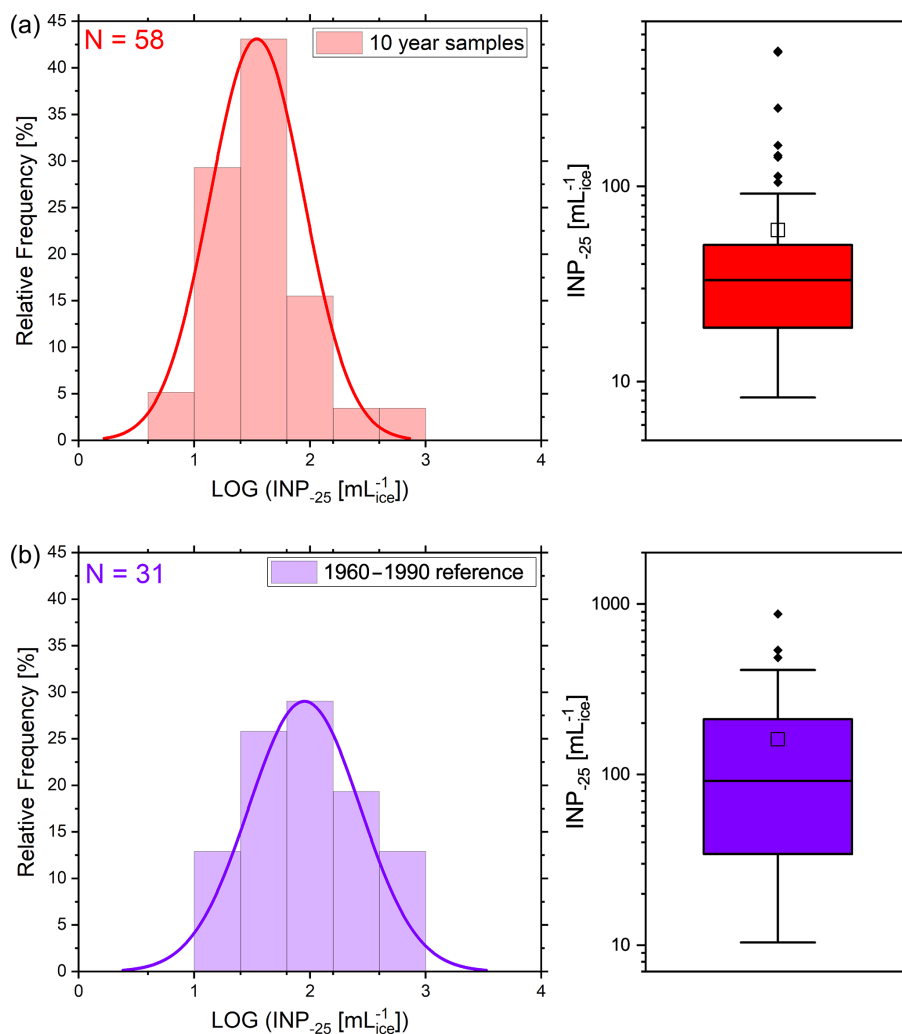 (a)
N = 58
10 year samples
45
40
35
30
25
20
15
10
5
0
Relative Frequency [%]
0 1 2 3 4
LOG (INP₋₂₅ [mL⁻¹ice])
INP₋₂₅ [mL⁻¹ice]
100
10
(b)
N = 31
1960–1990 reference
45
40
35
30
25
20
15
10
5
0
Relative Frequency [%]
0 1 2 3 4
LOG (INP₋₂₅ [mL⁻¹ice])
INP₋₂₅ [mL⁻¹ice]
1000
100
10